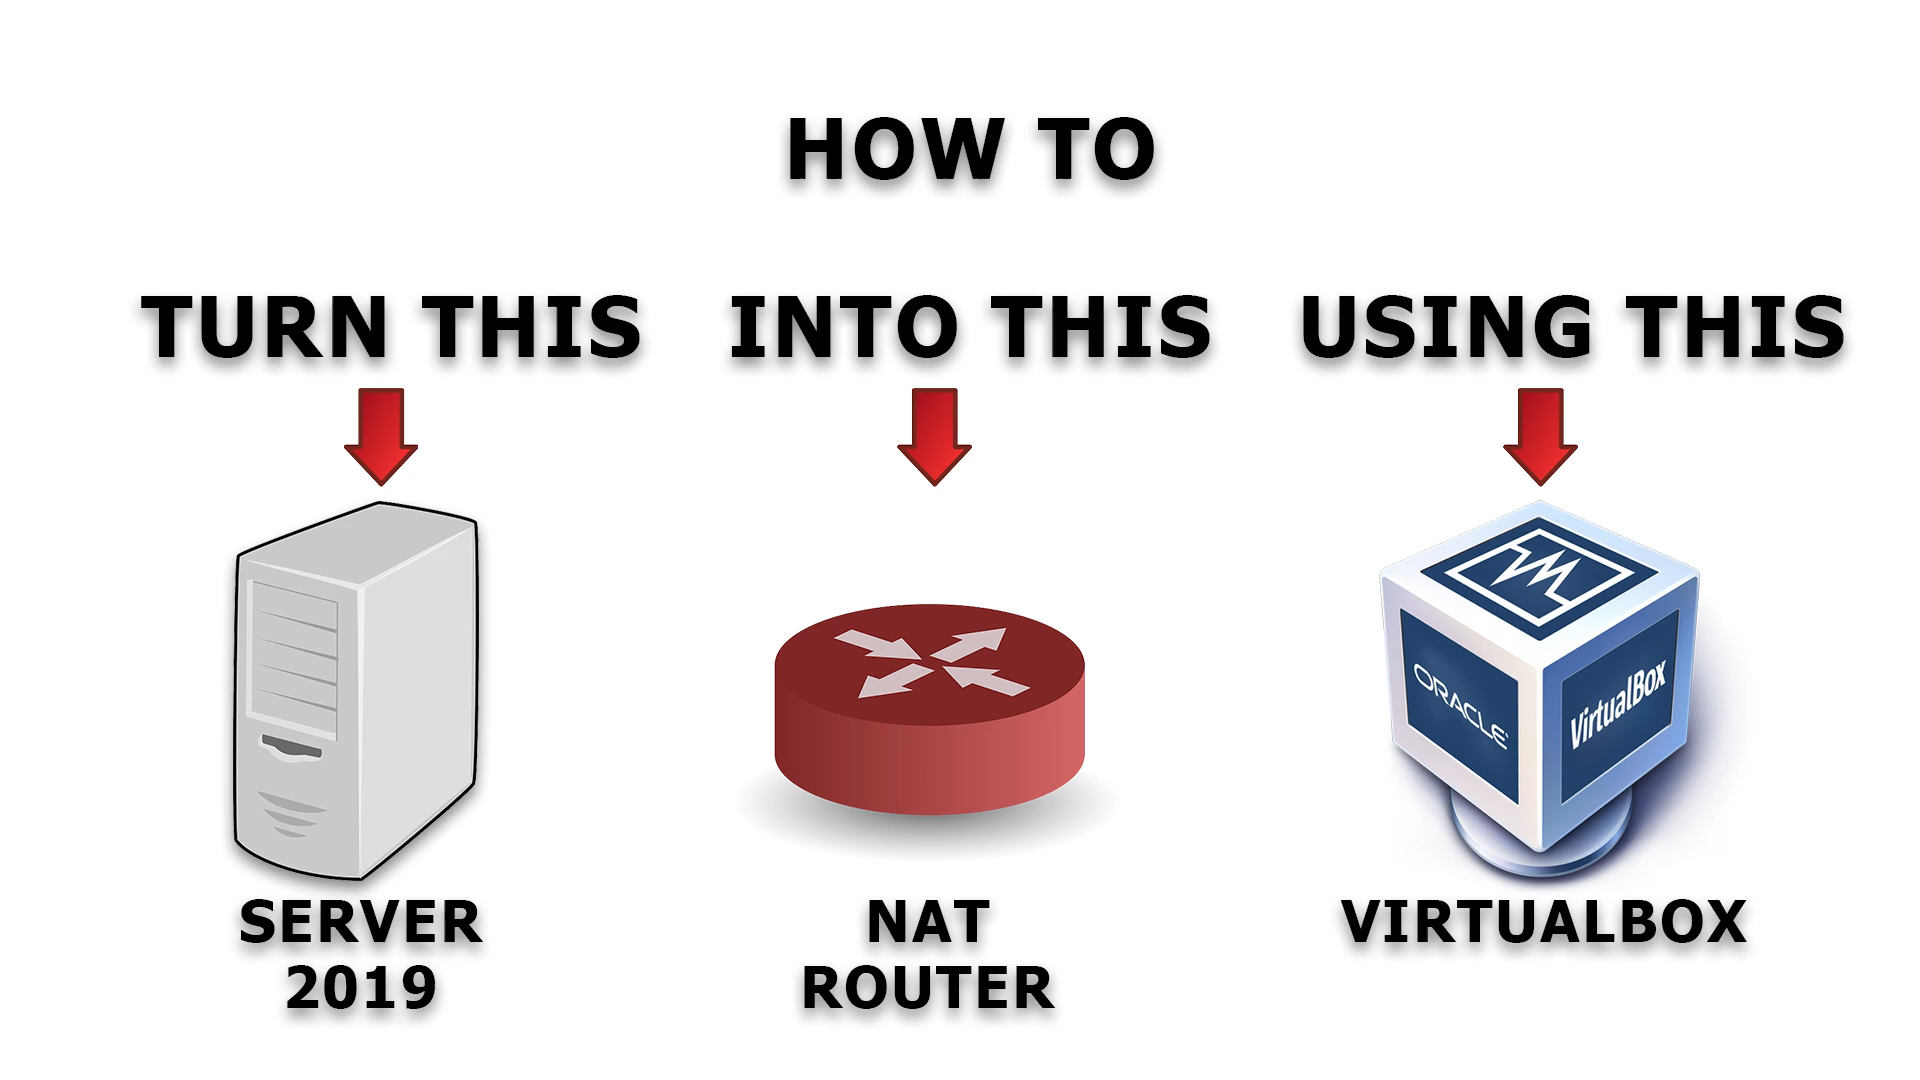 HOW TO
TURN THIS
INTO THIS
USING THIS
ORACLE
VirtualBox
SERVER
2019
NAT
ROUTER
VIRTUALBOX